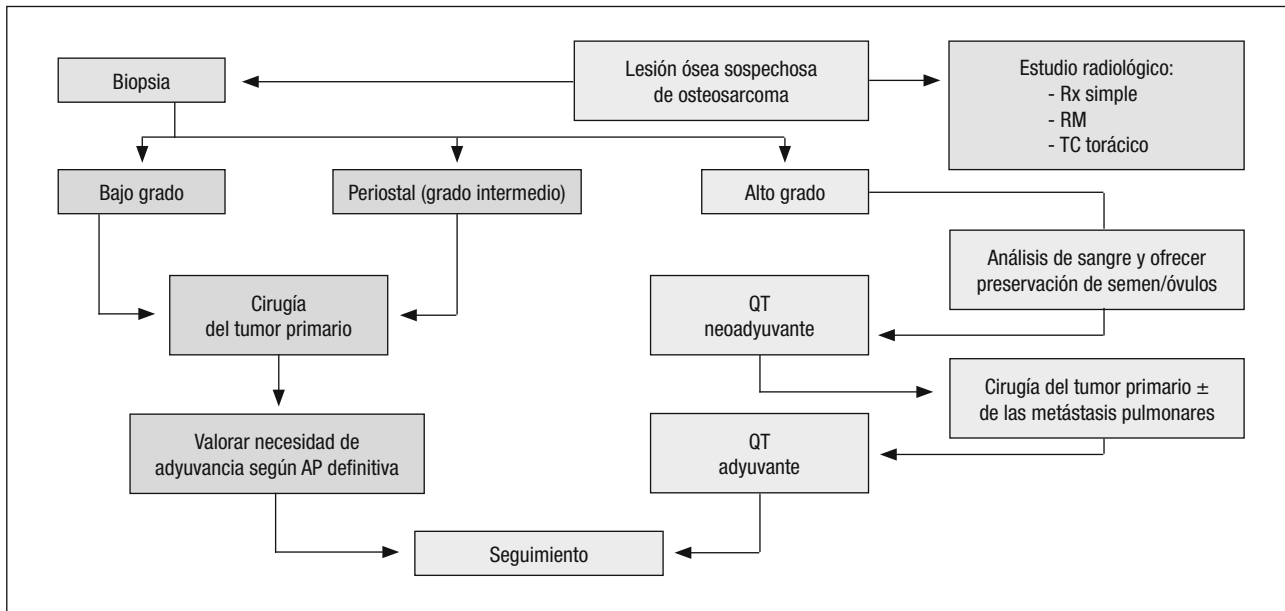 Lesión ósea sospechosa
de osteosarcoma
Biopsia
Estudio radiológico:
- Rx simple
- RM
- TC torácico
Bajo grado
Periostal (grado intermedio)
Alto grado
Análisis de sangre y ofrecer
preservación de semen/óvulos
Cirugía
del tumor primario
QT
neoadyuvante
Cirugía del tumor primario ±
de las metástasis pulmonares
Valorar necesidad de
adyuvancia según AP definitiva
QT
adyuvante
Seguimiento